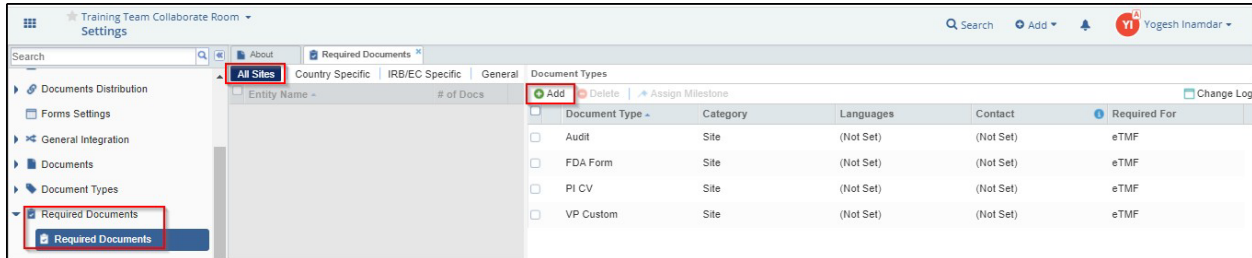 Training Team Collaborate Room
Settings
Search
Add
A
YI
Yogesh Inamdar
Search
About
Required Documents
All Sites
Country Specific
IRB/EC Specific
General
Document Types
Documents Distribution
Forms Settings
General Integration
Documents
Document Types
Required Documents
Required Documents
Entity Name
# of Docs
Add
Delete
Assign Milestone
Change Log
Document Type Category Languages Contact Required For
Audit Site (Not Set) (Not Set) eTMF
FDA Form Site (Not Set) (Not Set) eTMF
PI CV Site (Not Set) (Not Set) eTMF
VP Custom Site (Not Set) (Not Set) eTMF